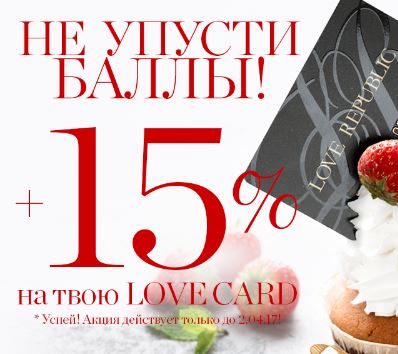 НЕ УПУСТИ
БАЛЛЫ!
+15%
на твою LOVE CARD
* Успей! Акция действует только до 2.04.17!
LOVE REPUBLIC